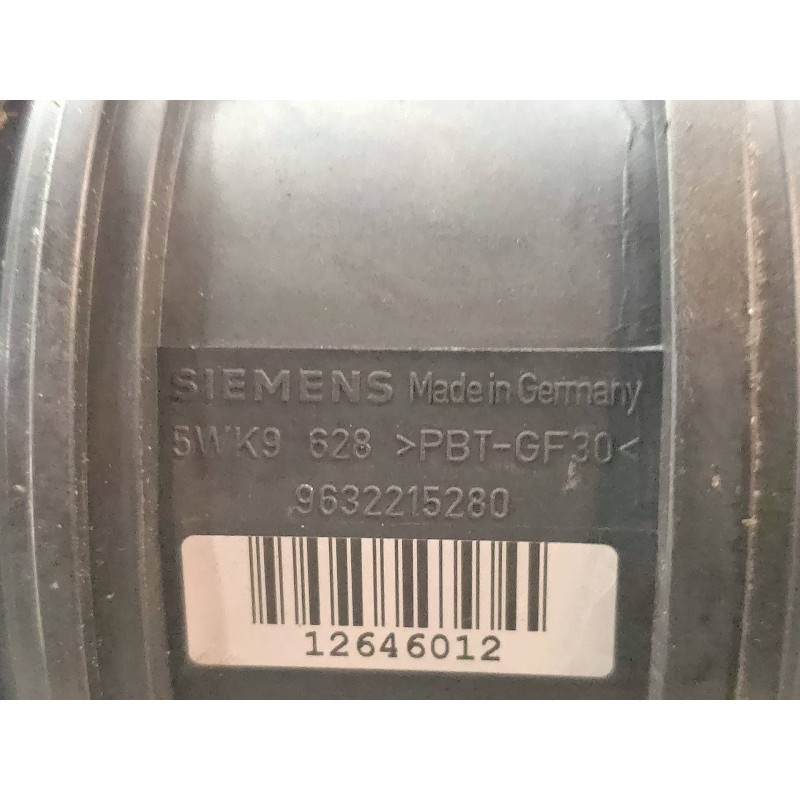 SIEMENS Made in Germany
5WK9 628 >PBT-GF30<
9632215280
12646012